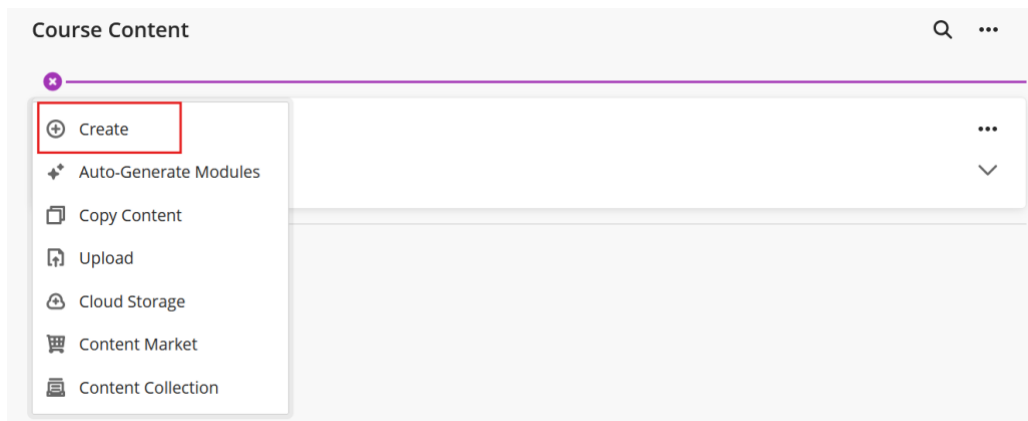 Course Content
Create
Auto-Generate Modules
Copy Content
Upload
Cloud Storage
Content Market
Content Collection